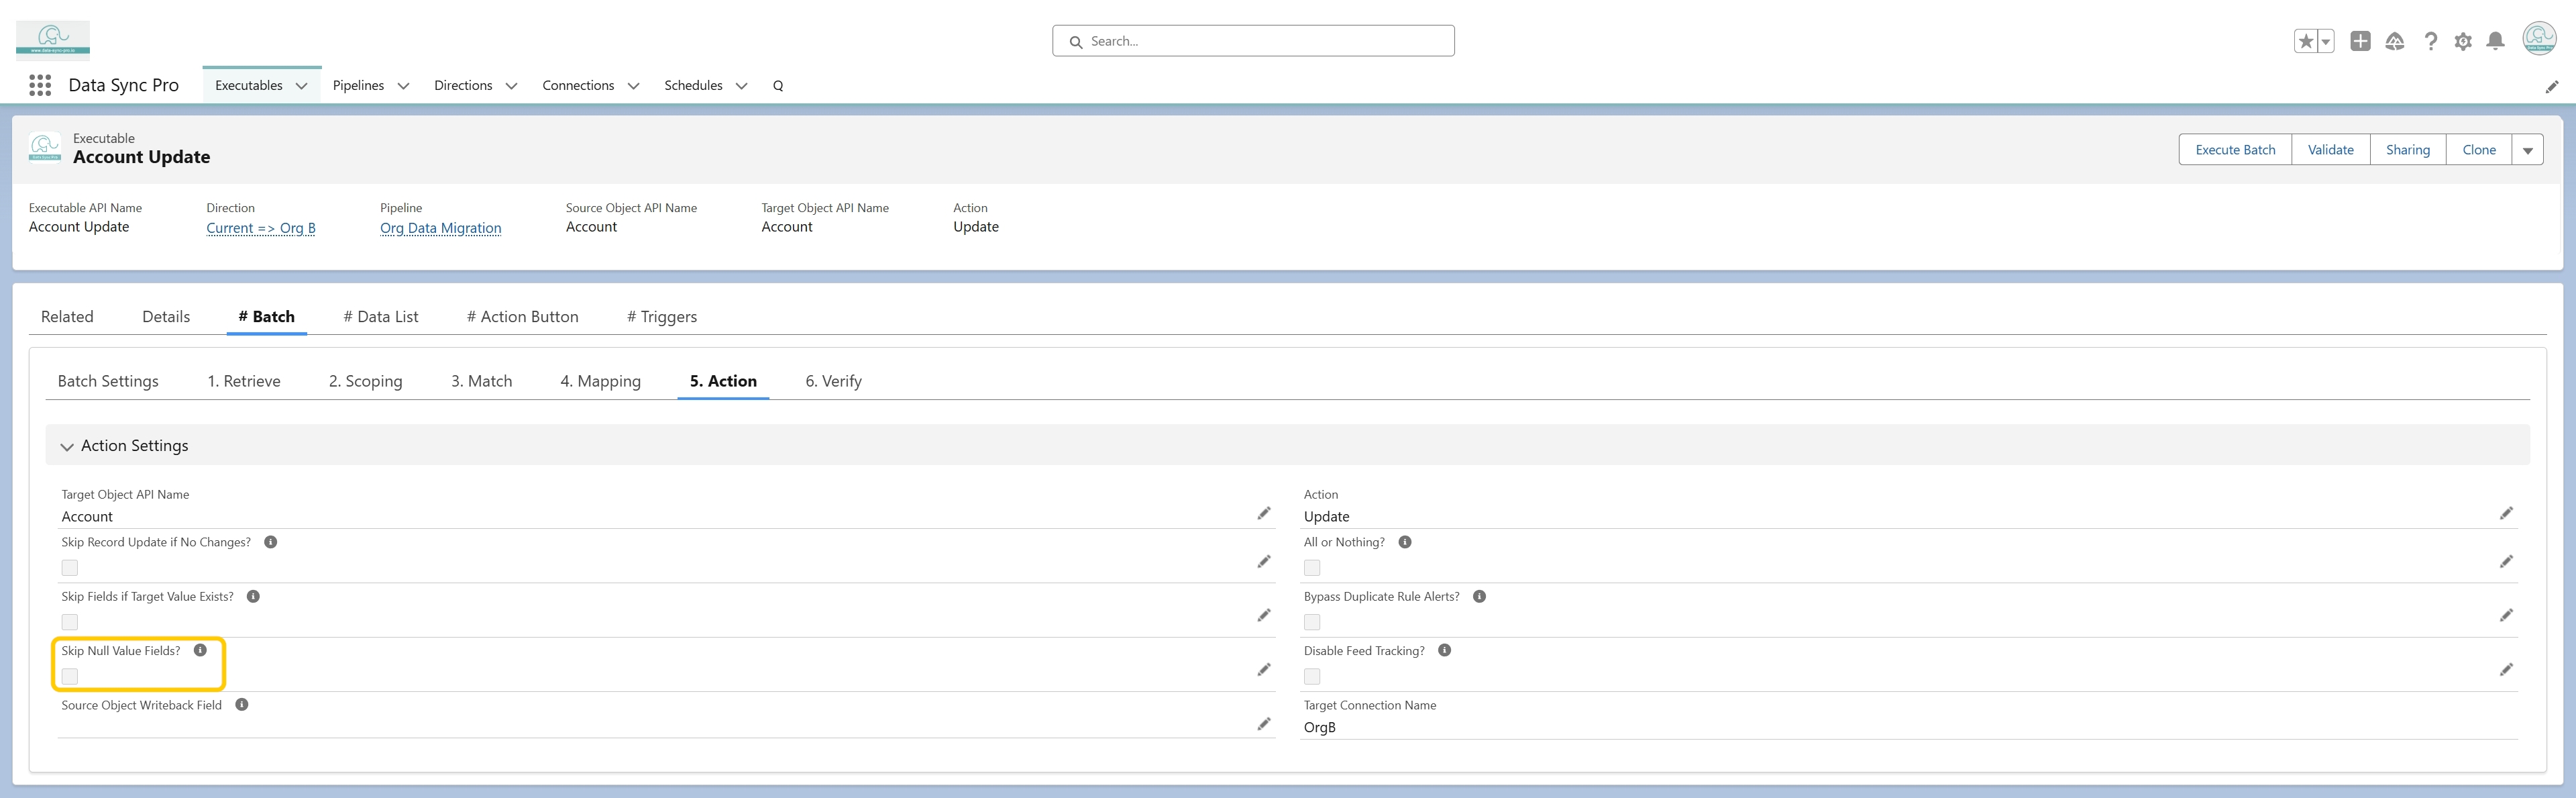 www.data-sync-pro.io
Search...
Data Sync Pro
Executables
Pipelines
Directions
Connections
Schedules
Q
Executable
Account Update
Execute Batch
Validate
Sharing
Clone
Executable API Name
Account Update
Direction
Current => Org B
Pipeline
Org Data Migration
Source Object API Name
Account
Target Object API Name
Account
Action
Update
Related
Details
# Batch
# Data List
# Action Button
# Triggers
Batch Settings
1. Retrieve
2. Scoping
3. Match
4. Mapping
5. Action
6. Verify
Action Settings
Target Object API Name
Account
Action
Update
Skip Record Update if No Changes?
All or Nothing?
Skip Fields if Target Value Exists?
Bypass Duplicate Rule Alerts?
Skip Null Value Fields?
Disable Feed Tracking?
Source Object Writeback Field
Target Connection Name
OrgB